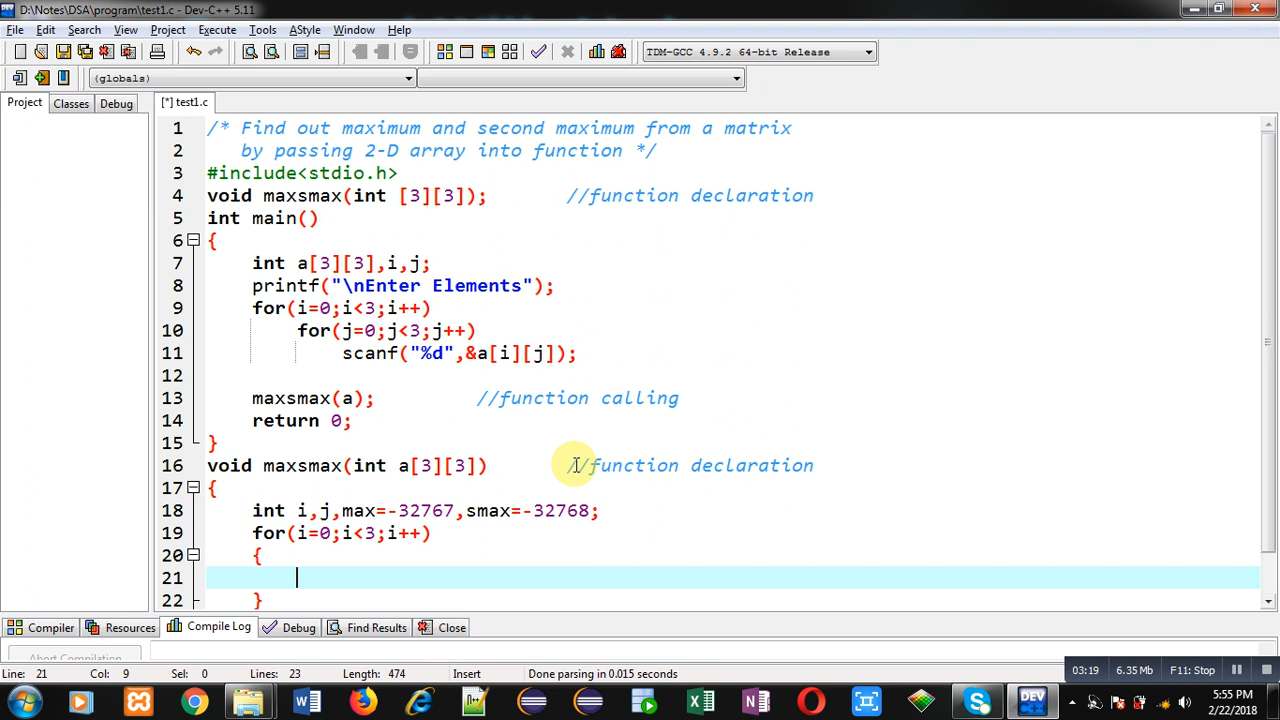 D:\Notes\DSA\program\test1.c - Dev-C++ 5.11
File Edit Search View Project Execute Tools AStyle Window Help
TDM-GCC 4.9.2 64-bit Release
(globals)
Project Classes Debug [*] test1.c
1 /* Find out maximum and second maximum from a matrix
2 by passing 2-D array into function */
3 #include<stdio.h>
4 void maxsmax(int [3][3]); //function declaration
5 int main()
6 {
7 int a[3][3],i,j;
8 printf("\nEnter Elements");
9 for(i=0;i<3;i++)
10 for(j=0;j<3;j++)
11 scanf("%d",&a[i][j]);
12
13 maxsmax(a); //function calling
14 return 0;
15 }
16 void maxsmax(int a[3][3]) //function declaration
17 {
18 int i,j,max=-32767,smax=-32768;
19 for(i=0;i<3;i++)
20 {
21
22 }
Compiler Resources Compile Log Debug Find Results Close
Abort Compilation
Line: 21 Col: 9 Sel: 0 Lines: 23 Length: 474 Insert Done parsing in 0.015 seconds
03:19 6.35 Mb F11: Stop
5:55 PM
2/22/2018